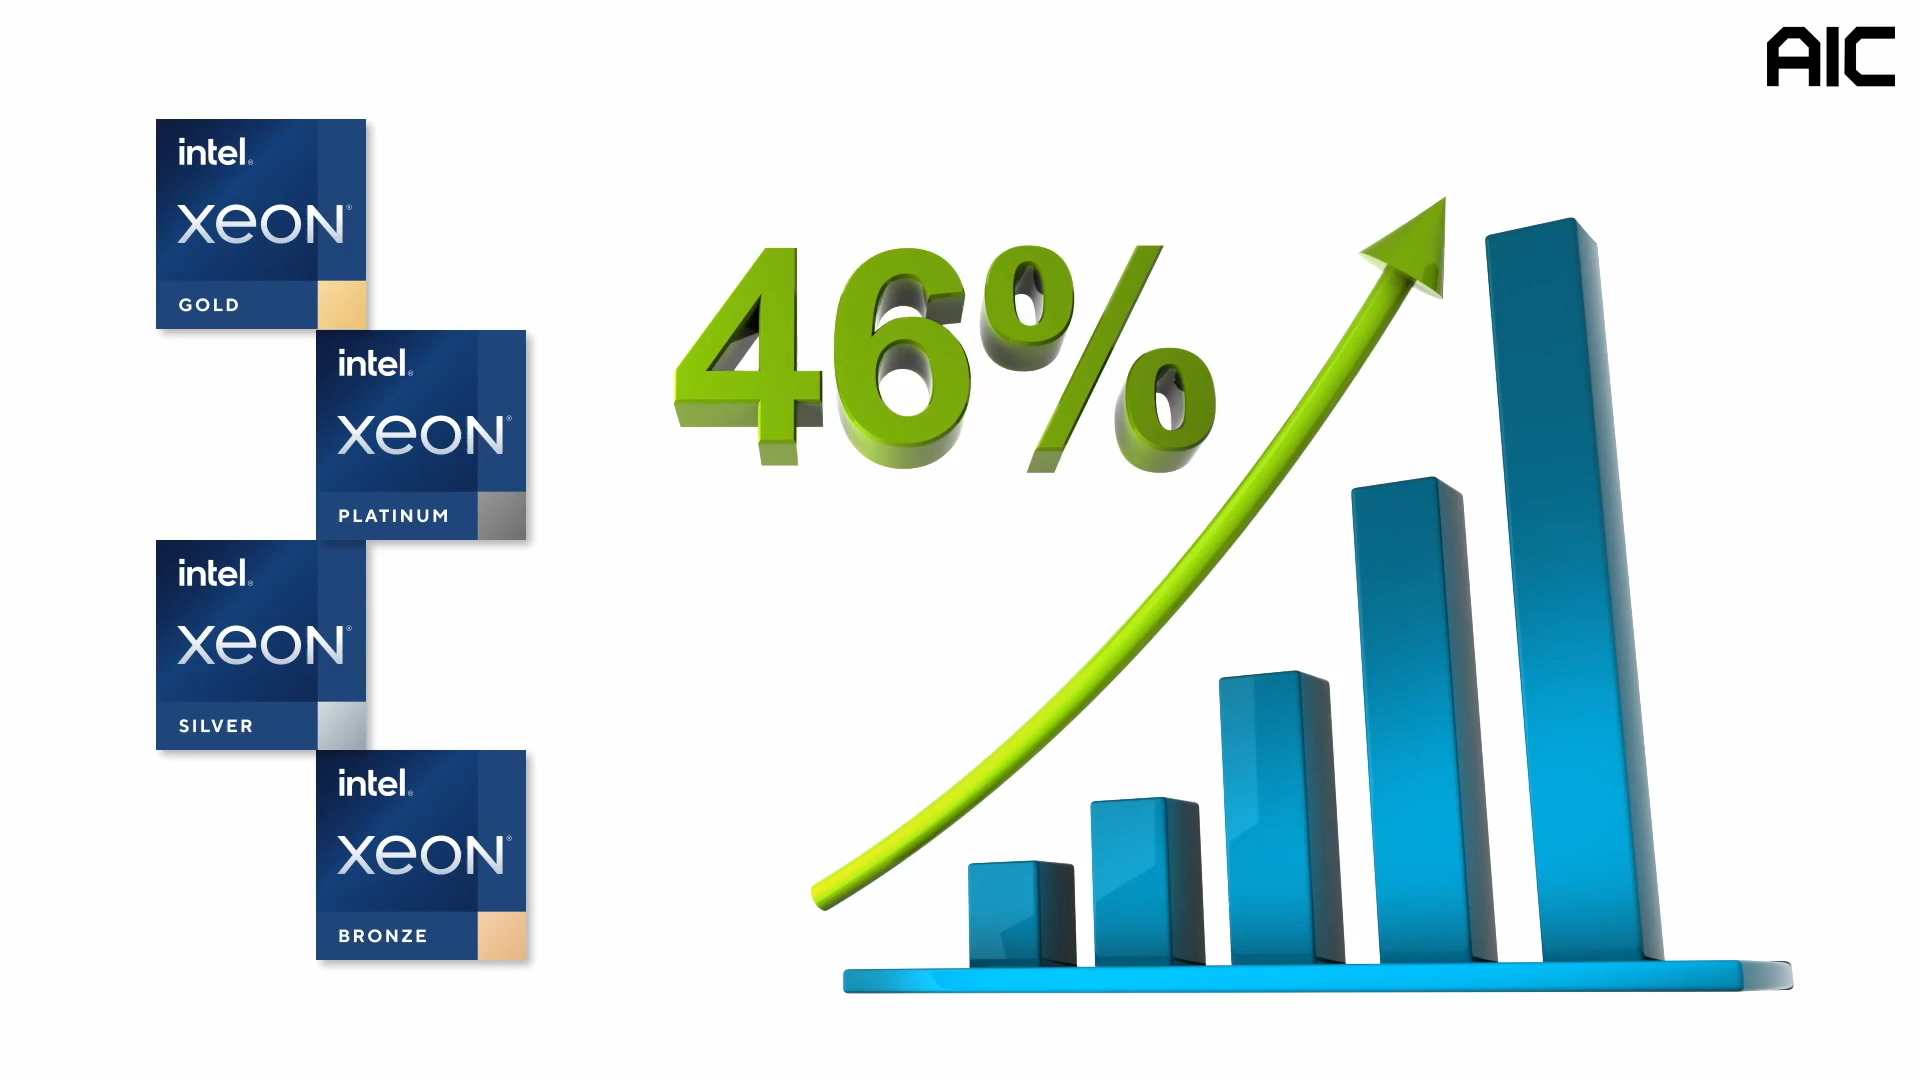 AIC
intel.
xeon
GOLD
intel.
xeon
PLATINUM
intel.
xeon
SILVER
intel.
xeon
BRONZE
46%